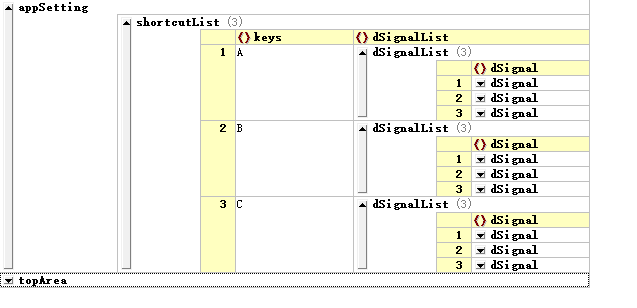 appSetting
shortcutList (3)
() keys () dSignalList
1 A dSignalList (3)
() dSignal
1 dSignal
2 dSignal
3 dSignal
2 B dSignalList (3)
() dSignal
1 dSignal
2 dSignal
3 dSignal
3 C dSignalList (3)
() dSignal
1 dSignal
2 dSignal
3 dSignal
topArea